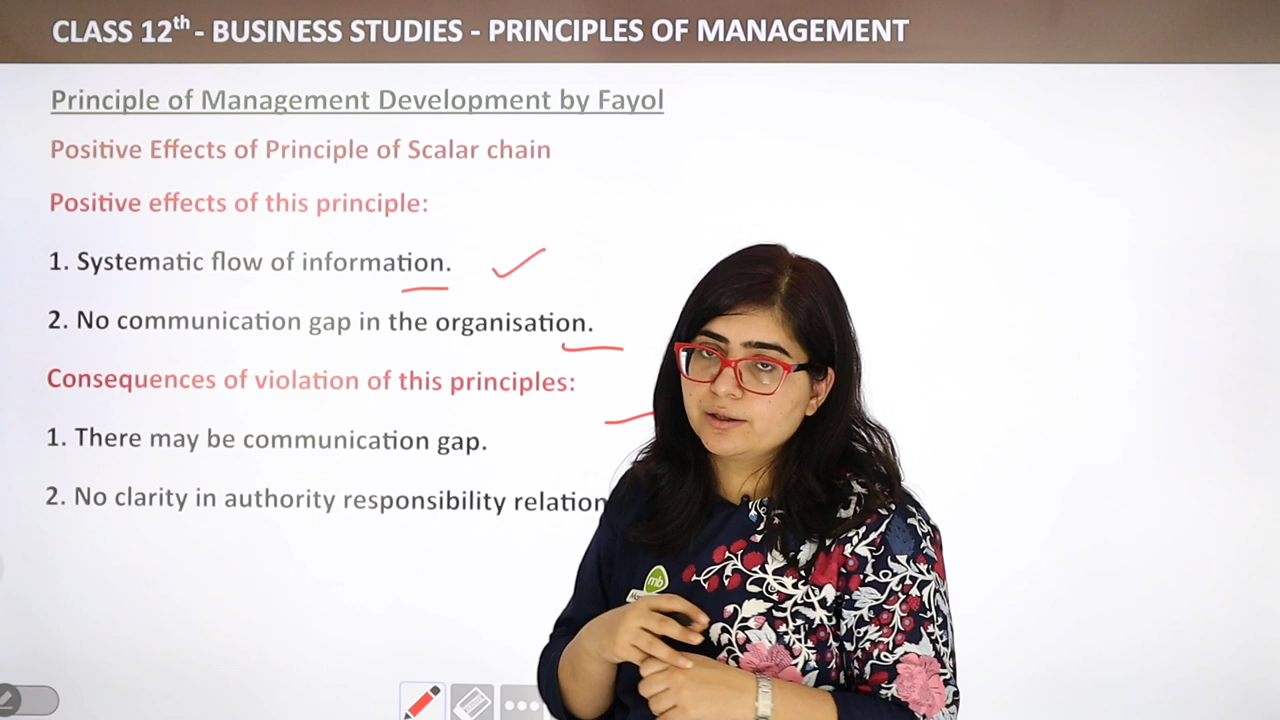 CLASS 12th - BUSINESS STUDIES - PRINCIPLES OF MANAGEMENT
Principle of Management Development by Fayol
Positive Effects of Principle of Scalar chain
Positive effects of this principle:
1. Systematic flow of information.
2. No communication gap in the organisation.
Consequences of violation of this principles:
1. There may be communication gap.
2. No clarity in authority responsibility relation
mb